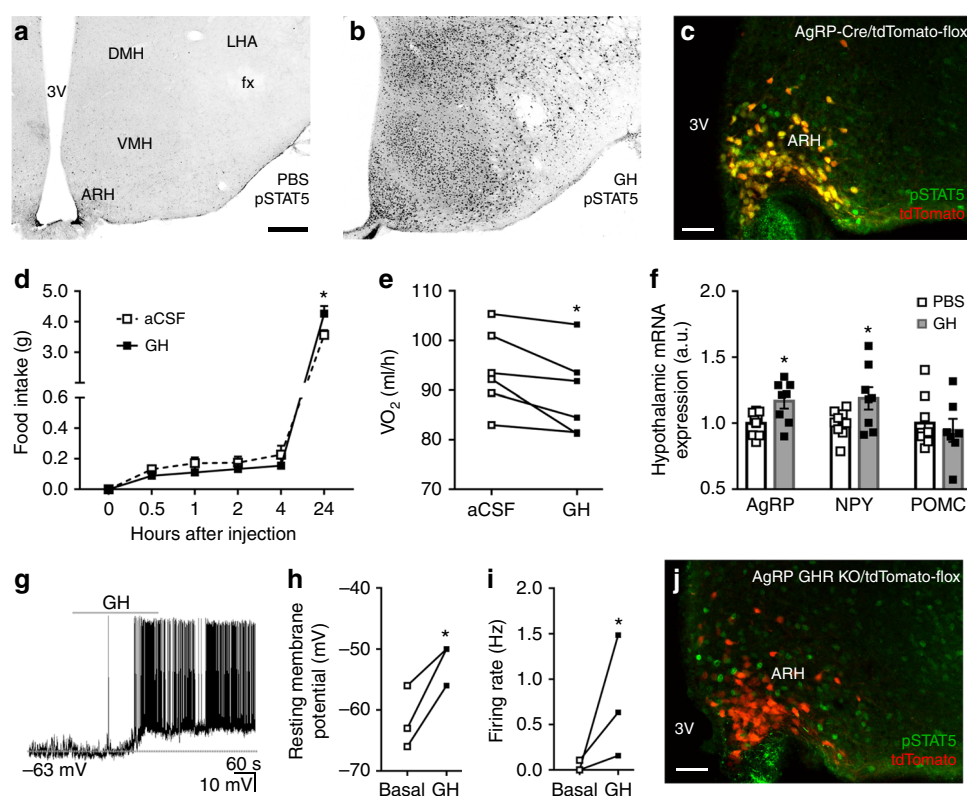 a
DMH
LHA
3V
fx
VMH
ARH
PBS
pSTAT5
b
GH
pSTAT5
c
AgRP-Cre/tdTomato-flox
3V
ARH
pSTAT5
tdTomato
d
Food intake (g)
5.0
4.0
3.0
0.6
0.4
0.2
0.0
aCSF
GH
*
0 0.5 1 2 4 24
Hours after injection
e
VO2 (ml/h)
110
100
90
80
70
*
aCSF GH
f
Hypothalamic mRNA
expression (a.u.)
2.0
1.5
1.0
0.5
PBS
GH
*
*
AgRP NPY POMC
g
GH
–63 mV
60 s
10 mV
h
Resting membrane
potential (mV)
–40
–50
–60
–70
*
Basal GH
i
Firing rate (Hz)
2.0
1.5
1.0
0.5
0.0
*
Basal GH
j
AgRP GHR KO/tdTomato-flox
ARH
3V
pSTAT5
tdTomato